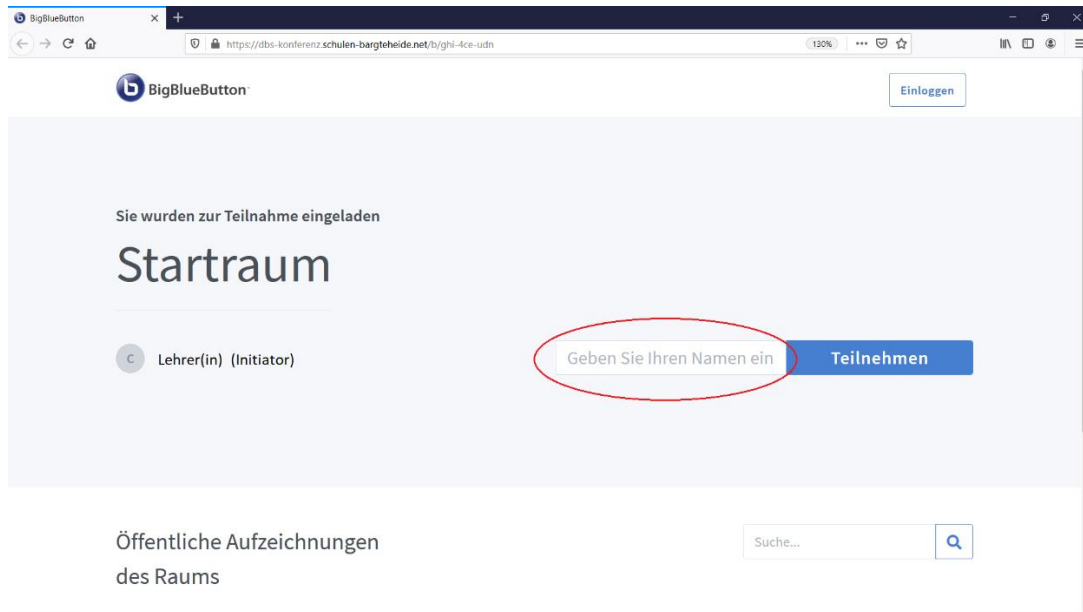 BigBlueButton
https://dbs-konferenz.schulen-bargteheide.net/b/ghi-4ce-udn
130%
b BigBlueButton
Einloggen
Sie wurden zur Teilnahme eingeladen
Startraum
C Lehrer(in) (Initiator)
Geben Sie Ihren Namen ein
Teilnehmen
Öffentliche Aufzeichnungen
des Raums
Suche...